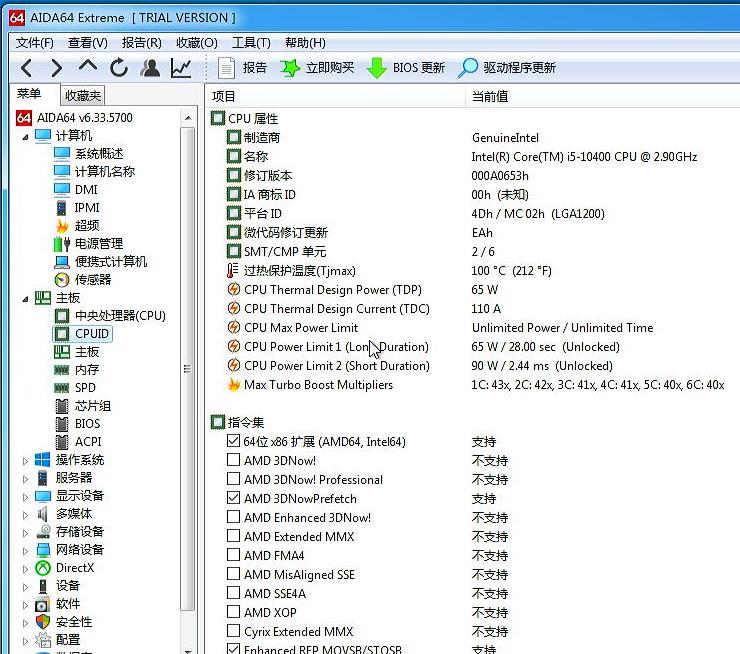 AIDA64 Extreme [ TRIAL VERSION ]
文件(F) 查看(V) 报告(R) 收藏(O) 工具(T) 帮助(H)
报告 立即购买 BIOS 更新 驱动程序更新
菜单 收藏夹
64 AIDA64 v6.33.5700
计算机
系统概述
计算机名称
DMI
IPMI
超频
电源管理
便携式计算机
传感器
主板
中央处理器(CPU)
CPUID
主板
内存
SPD
芯片组
BIOS
ACPI
操作系统
服务器
显示设备
多媒体
存储设备
网络设备
DirectX
设备
软件
安全性
配置
项目 当前值
CPU 属性
制造商 GenuineIntel
名称 Intel(R) Core(TM) i5-10400 CPU @ 2.90GHz
修订版本 000A0653h
IA 商标 ID 00h (未知)
平台 ID 4Dh / MC 02h (LGA1200)
微代码修订更新 EAh
SMT/CMP 单元 2 / 6
过热保护温度(Tjmax) 100 °C (212 °F)
CPU Thermal Design Power (TDP) 65 W
CPU Thermal Design Current (TDC) 110 A
CPU Max Power Limit Unlimited Power / Unlimited Time
CPU Power Limit 1 (Long Duration) 65 W / 28.00 sec (Unlocked)
CPU Power Limit 2 (Short Duration) 90 W / 2.44 ms (Unlocked)
Max Turbo Boost Multipliers 1C: 43x, 2C: 42x, 3C: 41x, 4C: 41x, 5C: 40x, 6C: 40x
指令集
64位 x86 扩展 (AMD64, Intel64) 支持
AMD 3DNow! 不支持
AMD 3DNow! Professional 不支持
AMD 3DNowPrefetch 支持
AMD Enhanced 3DNow! 不支持
AMD Extended MMX 不支持
AMD FMA4 不支持
AMD MisAligned SSE 不支持
AMD SSE4A 不支持
AMD XOP 不支持
Cyrix Extended MMX 不支持
Enhanced REP MOVSB/STOSB 支持